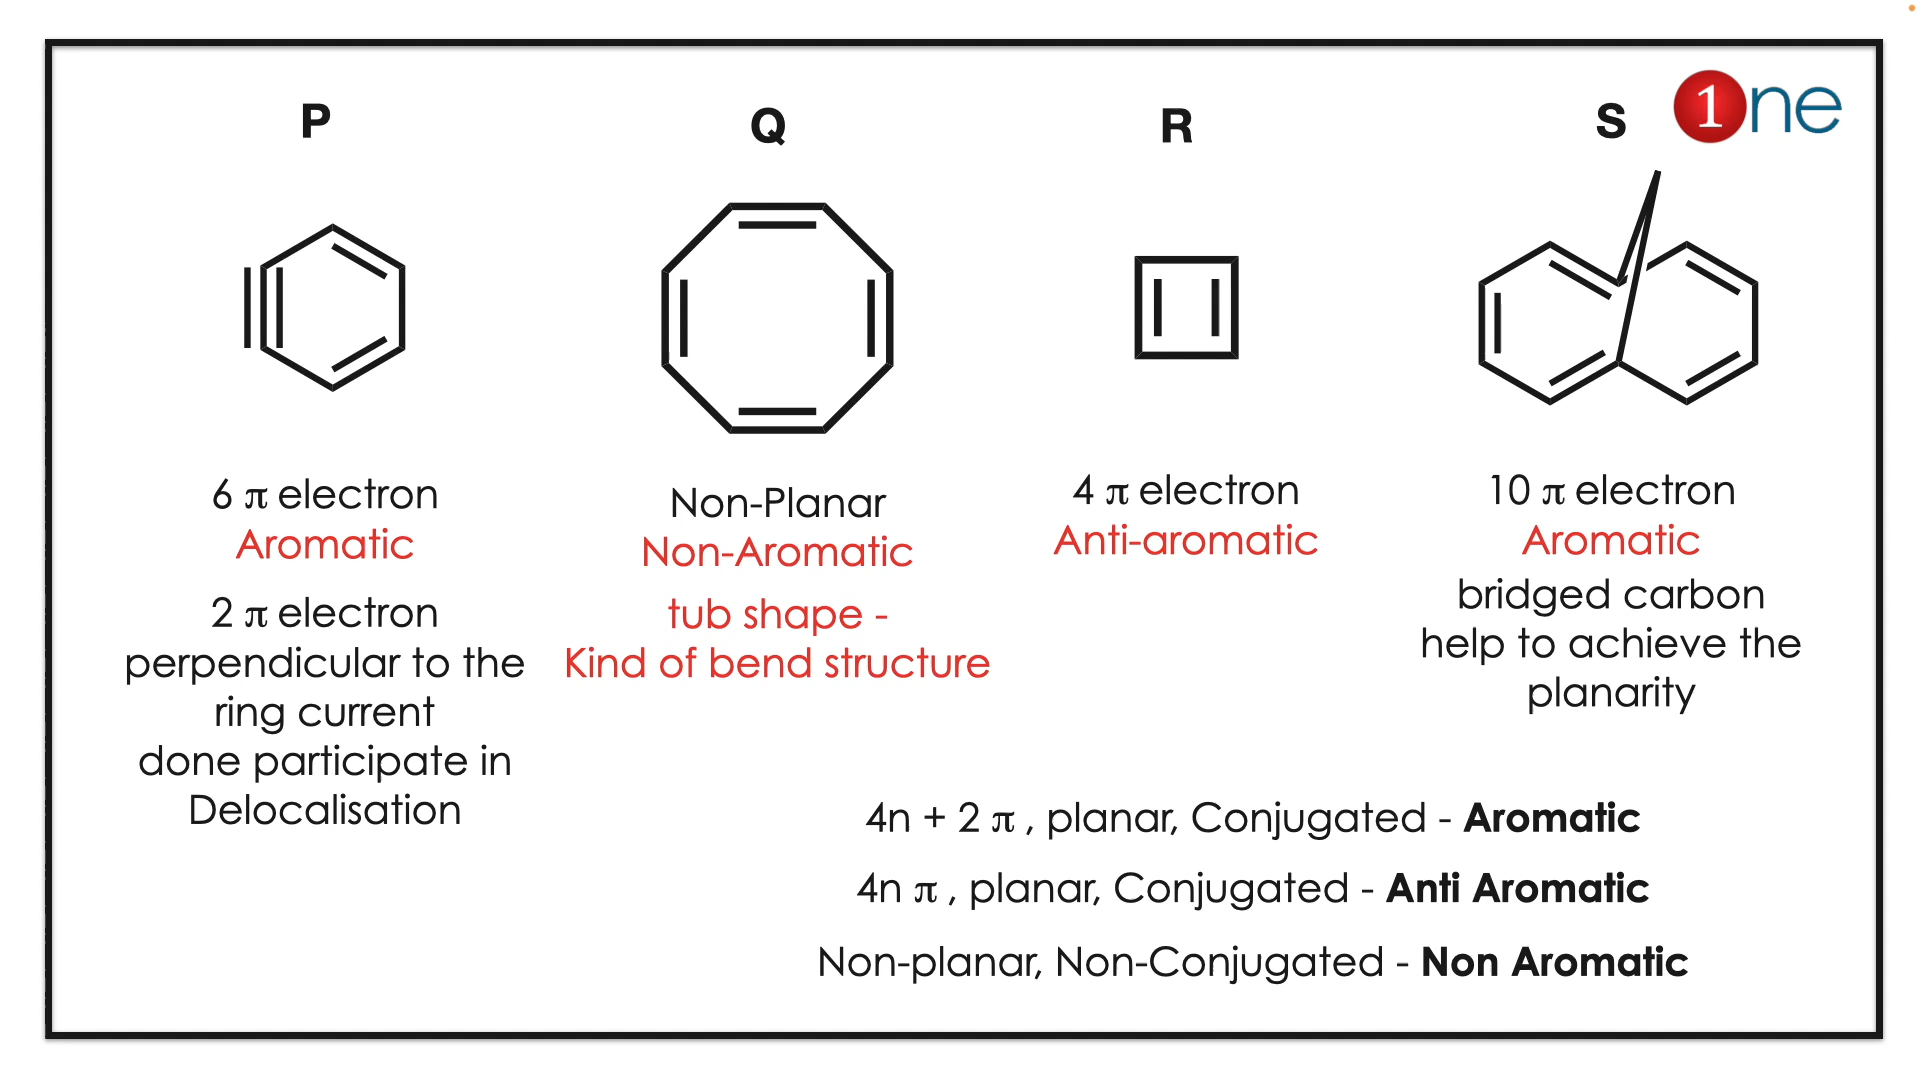 P
Q
R
S
1ne
6 π electron
Aromatic
2 π electron
perpendicular to the
ring current
done participate in
Delocalisation
Non-Planar
Non-Aromatic
tub shape -
Kind of bend structure
4 π electron
Anti-aromatic
10 π electron
Aromatic
bridged carbon
help to achieve the
planarity
4n + 2 π , planar, Conjugated - Aromatic
4n π , planar, Conjugated - Anti Aromatic
Non-planar, Non-Conjugated - Non Aromatic